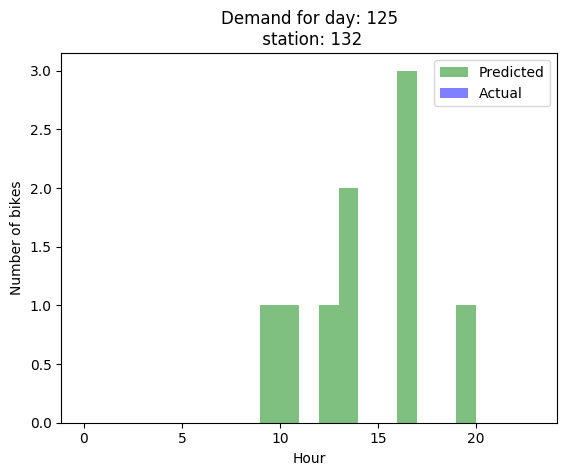 Demand for day: 125
station: 132
Predicted
Actual
Number of bikes
3.0
2.5
2.0
1.5
1.0
0.5
0.0
0 5 10 15 20
Hour